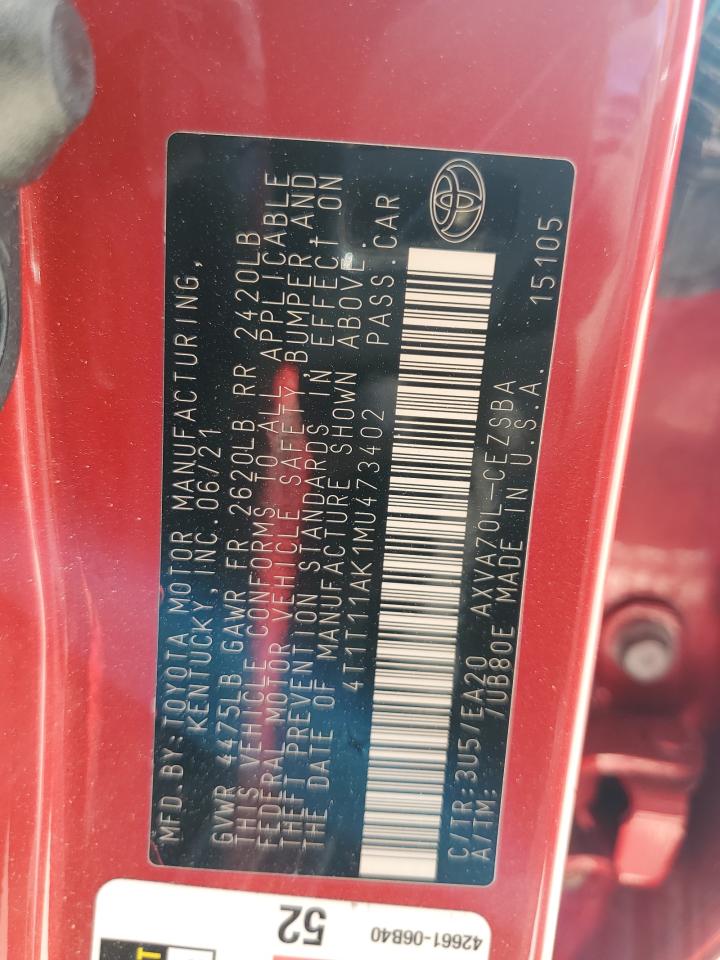 MFD.BY:TOYOTA MOTOR MANUFACTURING,
KENTUCKY, INC.06/21
GVWR 4475LB GAWR FR 2620LB RR 2420LB
THIS VEHICLE CONFORMS TO ALL APPLICABLE
FEDERAL MOTOR VEHICLE SAFETY BUMPER,AND
THEFT PREVENTION STANDARDS IN EFFECT ON
THE DATE OF MANUFACTURE SHOWN ABOVE.
4T1T11AK1MU473402 PASS.CAR
C/TR:3U5/EA20 AXVA70L-CEZSBA
A/TM: /UB80E MADE IN U.S.A. 15105
52
42661-06B40